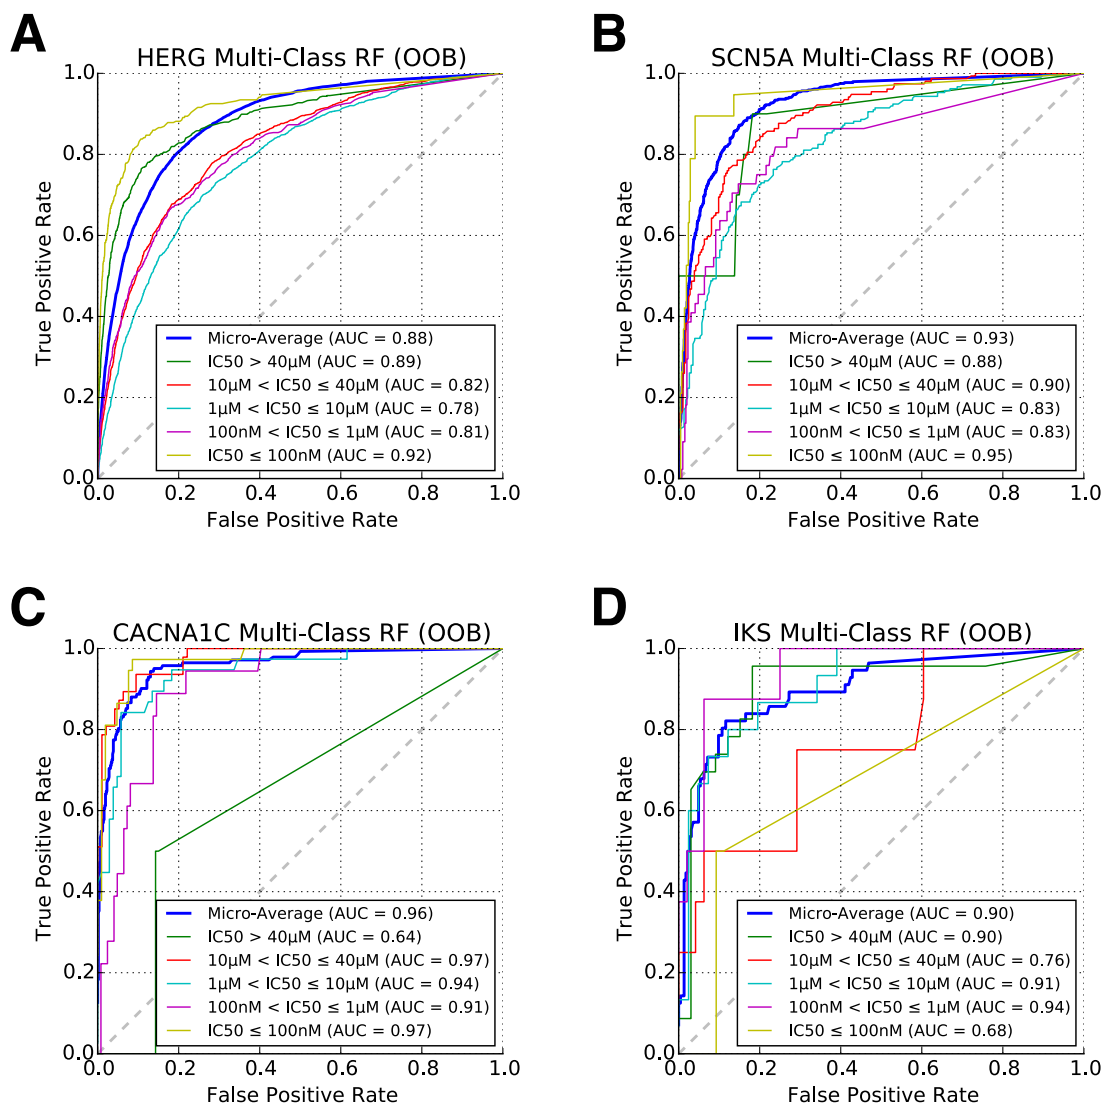 A
HERG Multi-Class RF (OOB)
True Positive Rate
1.0
0.8
0.6
0.4
0.2
0.0
Micro-Average (AUC = 0.88)
IC50 > 40μM (AUC = 0.89)
10μM < IC50 ≤ 40μM (AUC = 0.82)
1μM < IC50 ≤ 10μM (AUC = 0.78)
100nM < IC50 ≤ 1μM (AUC = 0.81)
IC50 ≤ 100nM (AUC = 0.92)
0.0 0.2 0.4 0.6 0.8 1.0
False Positive Rate
B
SCN5A Multi-Class RF (OOB)
True Positive Rate
1.0
0.8
0.6
0.4
0.2
0.0
Micro-Average (AUC = 0.93)
IC50 > 40μM (AUC = 0.88)
10μM < IC50 ≤ 40μM (AUC = 0.90)
1μM < IC50 ≤ 10μM (AUC = 0.83)
100nM < IC50 ≤ 1μM (AUC = 0.83)
IC50 ≤ 100nM (AUC = 0.95)
0.0 0.2 0.4 0.6 0.8 1.0
False Positive Rate
C
CACNA1C Multi-Class RF (OOB)
True Positive Rate
1.0
0.8
0.6
0.4
0.2
0.0
Micro-Average (AUC = 0.96)
IC50 > 40μM (AUC = 0.64)
10μM < IC50 ≤ 40μM (AUC = 0.97)
1μM < IC50 ≤ 10μM (AUC = 0.94)
100nM < IC50 ≤ 1μM (AUC = 0.91)
IC50 ≤ 100nM (AUC = 0.97)
0.0 0.2 0.4 0.6 0.8 1.0
False Positive Rate
D
IKS Multi-Class RF (OOB)
True Positive Rate
1.0
0.8
0.6
0.4
0.2
0.0
Micro-Average (AUC = 0.90)
IC50 > 40μM (AUC = 0.90)
10μM < IC50 ≤ 40μM (AUC = 0.76)
1μM < IC50 ≤ 10μM (AUC = 0.91)
100nM < IC50 ≤ 1μM (AUC = 0.94)
IC50 ≤ 100nM (AUC = 0.68)
0.0 0.2 0.4 0.6 0.8 1.0
False Positive Rate